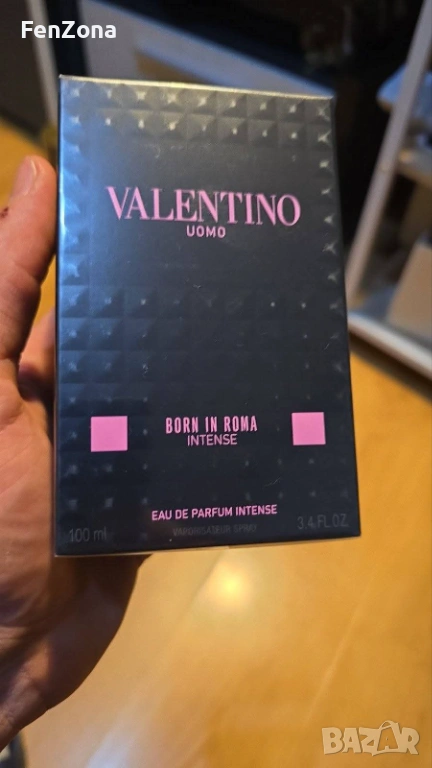 FenZona
VALENTINO
UOMO
BORN IN ROMA
INTENSE
EAU DE PARFUM INTENSE
VAPORISATEUR SPRAY
100 ml
3.4.FL.OZ
BAZAR